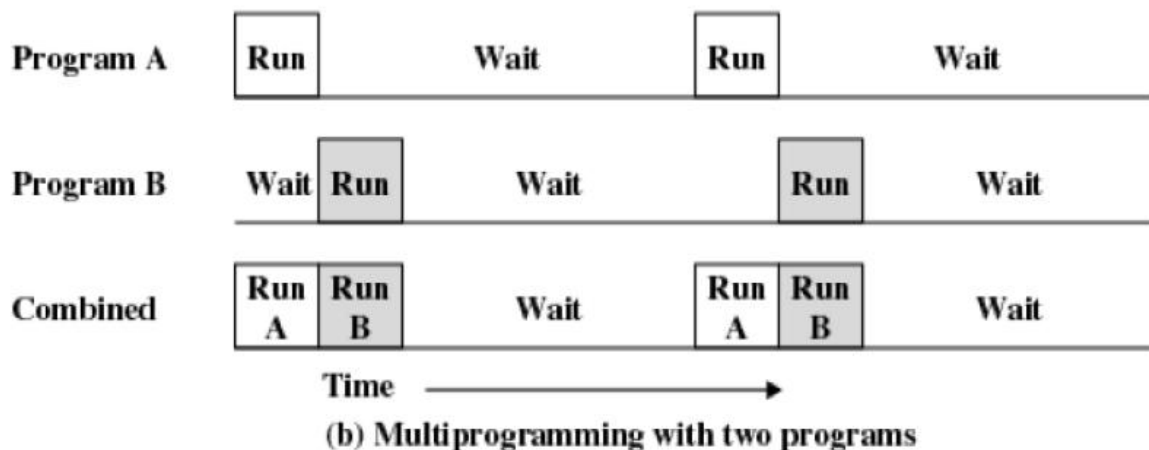 Program A Run Wait Run Wait
Program B Wait Run Wait Run Wait
Combined Run A Run B Wait Run A Run B Wait
Time
(b) Multiprogramming with two programs